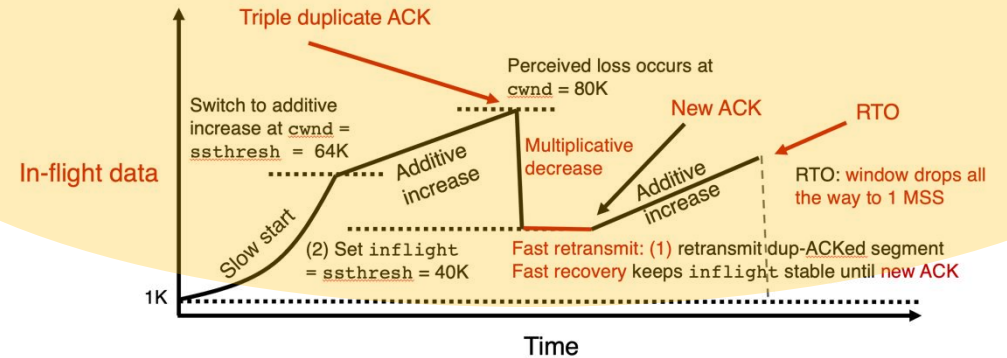 Triple duplicate ACK
Perceived loss occurs at
cwnd = 80K
Switch to additive
increase at cwnd =
ssthresh = 64K
New ACK
RTO
In-flight data
Additive
increase
Multiplicative
decrease
Additive
increase
RTO: window drops all
the way to 1 MSS
Slow start
(2) Set inflight
= ssthresh = 40K
Fast retransmit: (1) retransmit dup-ACKed segment
Fast recovery keeps inflight stable until new ACK
1K
Time